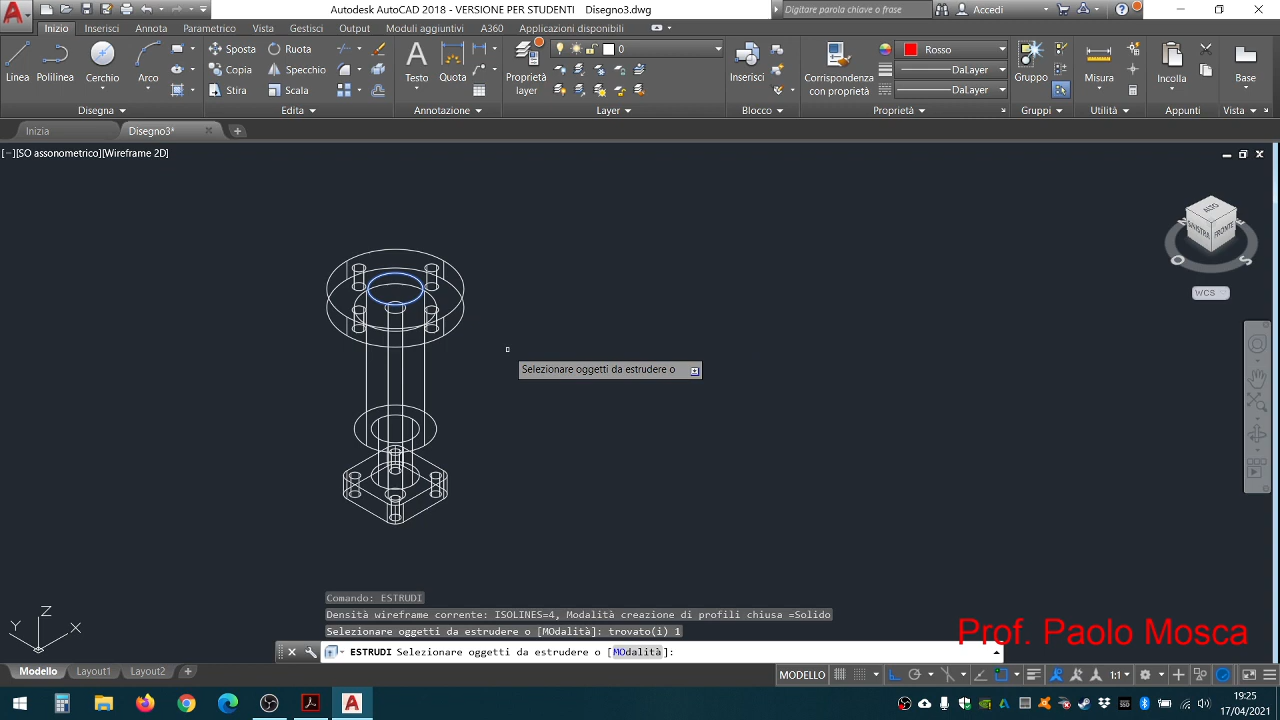 Autodesk AutoCAD 2018 - VERSIONE PER STUDENTI Disegno3.dwg
Digitare parola chiave o frase
Accedi
Inizio Inserisci Annota Parametrico Vista Gestisci Output Moduli aggiuntivi A360 Applicazioni disponibili
Linea Polilinea Cerchio Arco
Sposta Ruota
Copia Specchio
Stira Scala
Testo Quota
Proprietà
layer
0
Inserisci
Corrispondenza
con proprietà
Rosso
DaLayer
DaLayer
Gruppo
Misura
Incolla
Base
Disegna Edita Annotazione Layer Blocco Proprietà Gruppi Utilità Appunti Vista
Inizia Disegno3*
[−][SO assonometrico][Wireframe 2D]
ALTO
SINISTRA FRONTE
O S
WCS
Selezionare oggetti da estrudere o
Comando: ESTRUDI
Densità wireframe corrente: ISOLINES=4, Modalità creazione di profili chiusa =Solido
Selezionare oggetti da estrudere o [MOdalità]: trovato(i) 1
ESTRUDI Selezionare oggetti da estrudere o [MOdalità]:
Prof. Paolo Mosca
Z
Y X
Modello Layout1 Layout2 +
MODELLO 1:1
19:25
17/04/2021